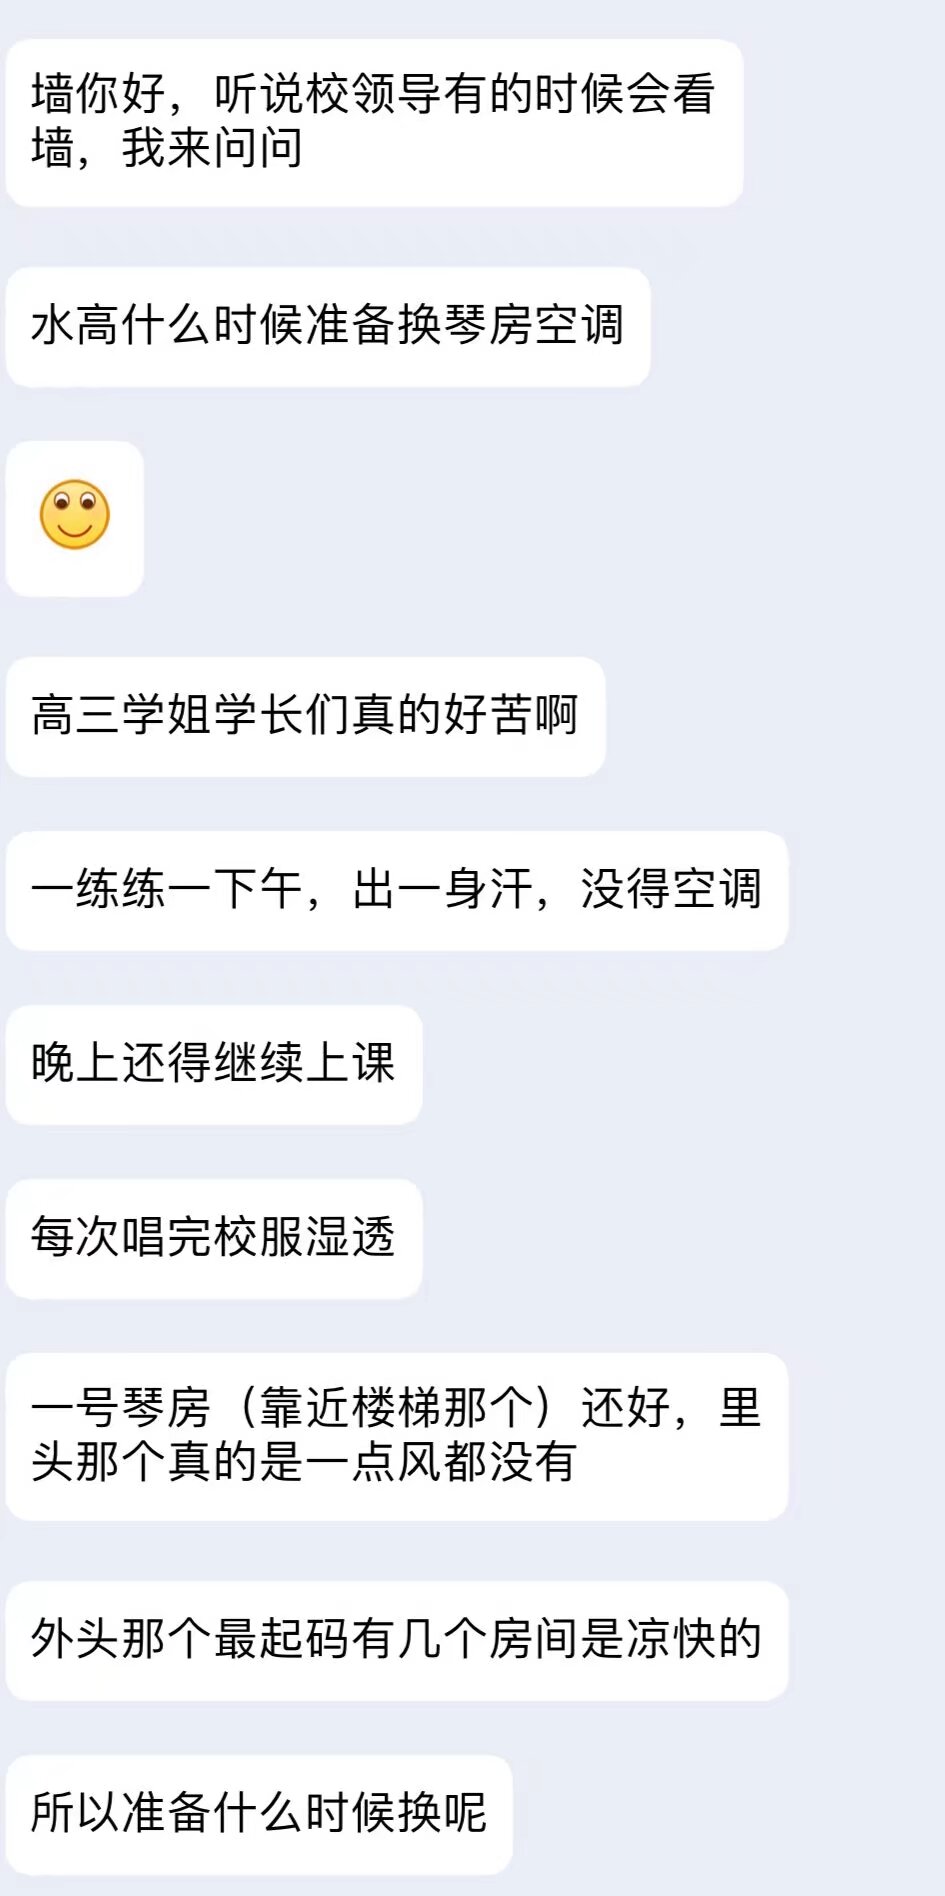 墙你好，听说校领导有的时候会看
墙，我来问问
水高什么时候准备换琴房空调
高三学姐学长们真的好苦啊
一练练一下午，出一身汗，没得空调
晚上还得继续上课
每次唱完校服湿透
一号琴房（靠近楼梯那个）还好，里
头那个真的是一点风都没有
外头那个最起码有几个房间是凉快的
所以准备什么时候换呢